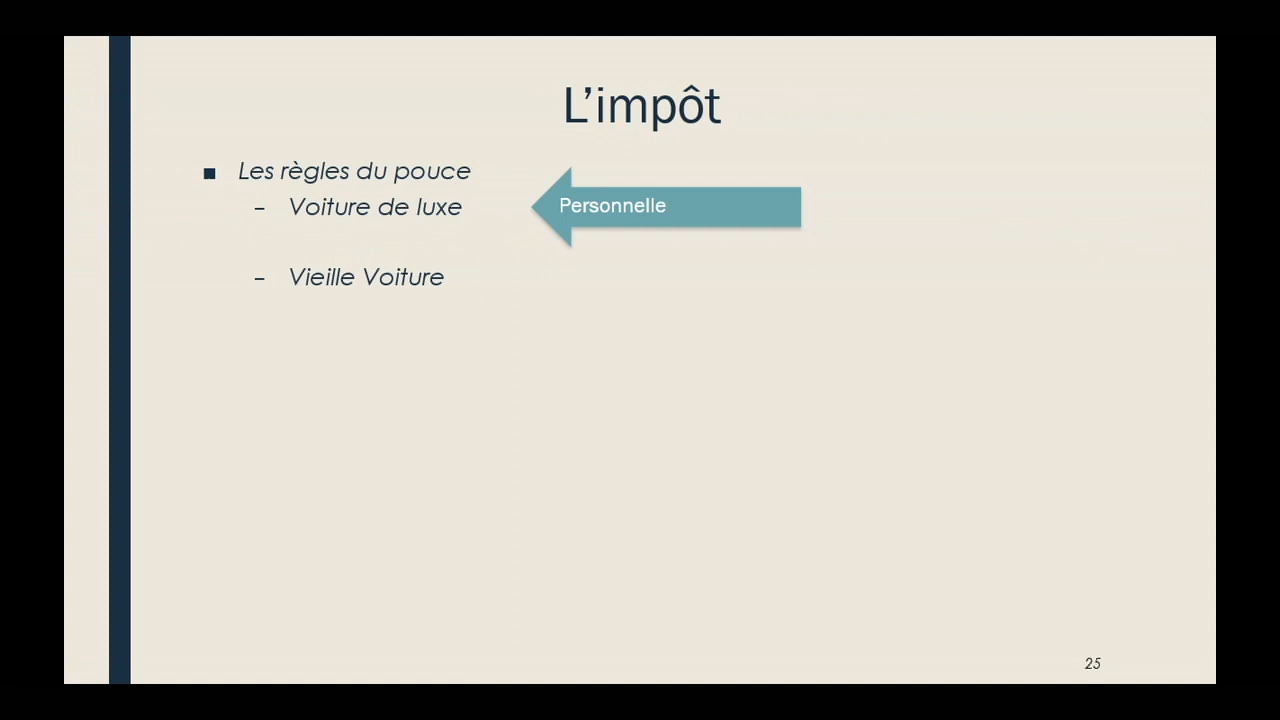 L’impôt
■ Les règles du pouce
– Voiture de luxe
Personnelle
– Vieille Voiture
25